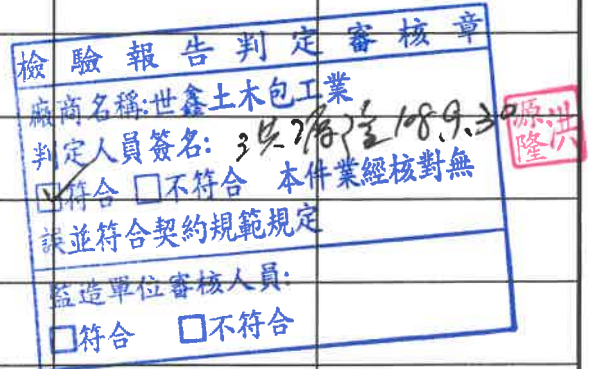 檢驗報告判定審核章
廠商名稱:世鑫土木包工業
判定人員簽名: 洪源隆 108.9.30
洪源隆
☑符合 □不符合 本件業經核對無
誤並符合契約規範規定
監造單位審核人員:
□符合 □不符合